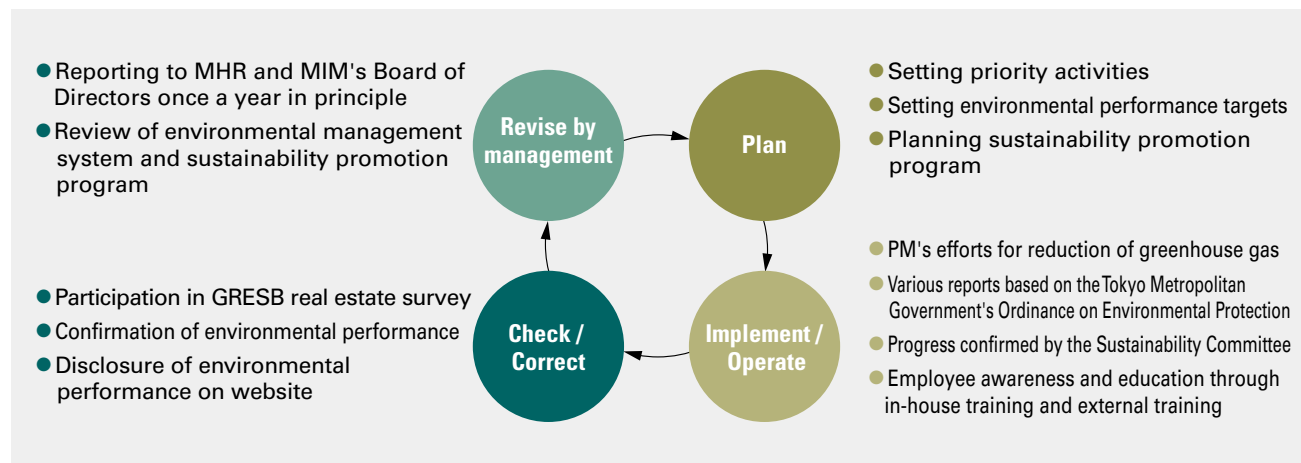 ● Reporting to MHR and MIM's Board of
Directors once a year in principle
● Review of environmental management
system and sustainability promotion
program
Revise by
management
Plan
● Setting priority activities
● Setting environmental performance targets
● Planning sustainability promotion
program
● Participation in GRESB real estate survey
● Confirmation of environmental performance
● Disclosure of environmental
performance on website
Check /
Correct
Implement /
Operate
● PM's efforts for reduction of greenhouse gas
● Various reports based on the Tokyo Metropolitan
Government's Ordinance on Environmental Protection
● Progress confirmed by the Sustainability Committee
● Employee awareness and education through
in-house training and external training